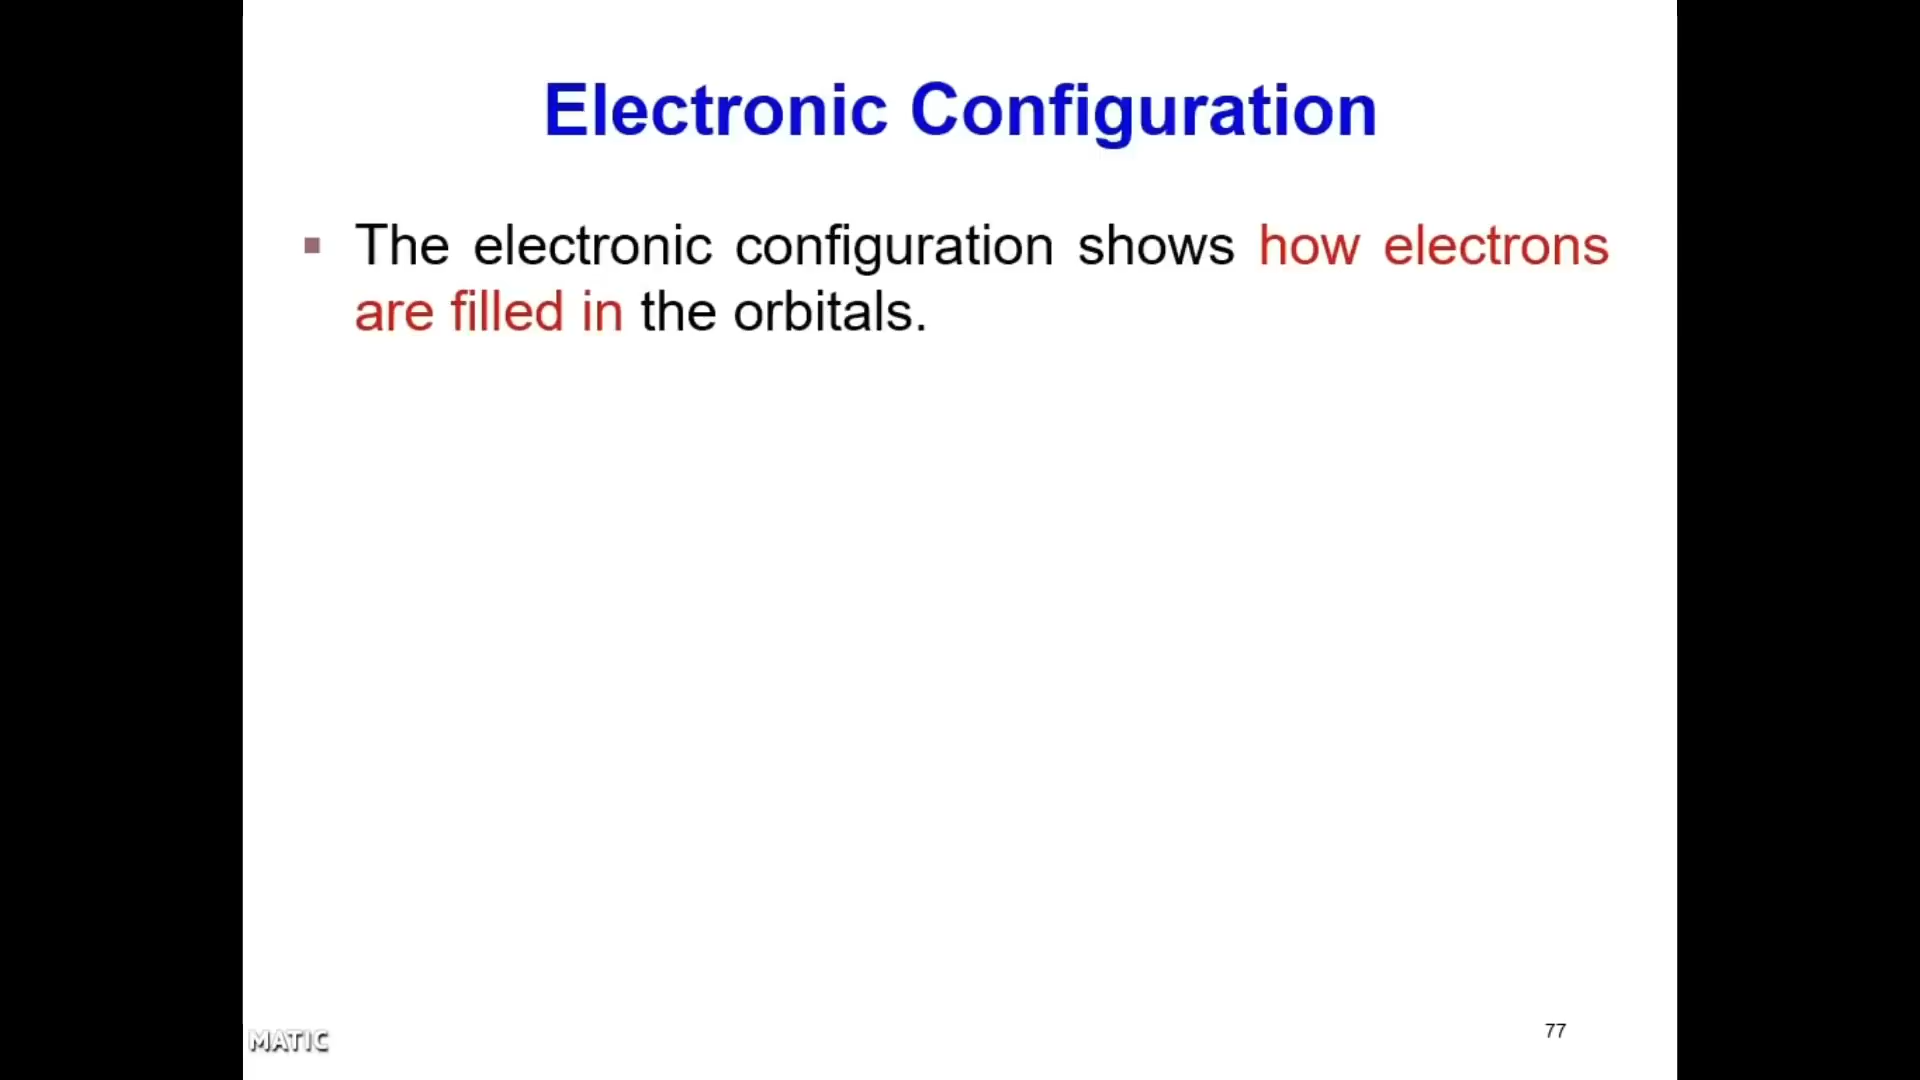 Electronic Configuration
▪ The electronic configuration shows how electrons
are filled in the orbitals.
MATIC
77